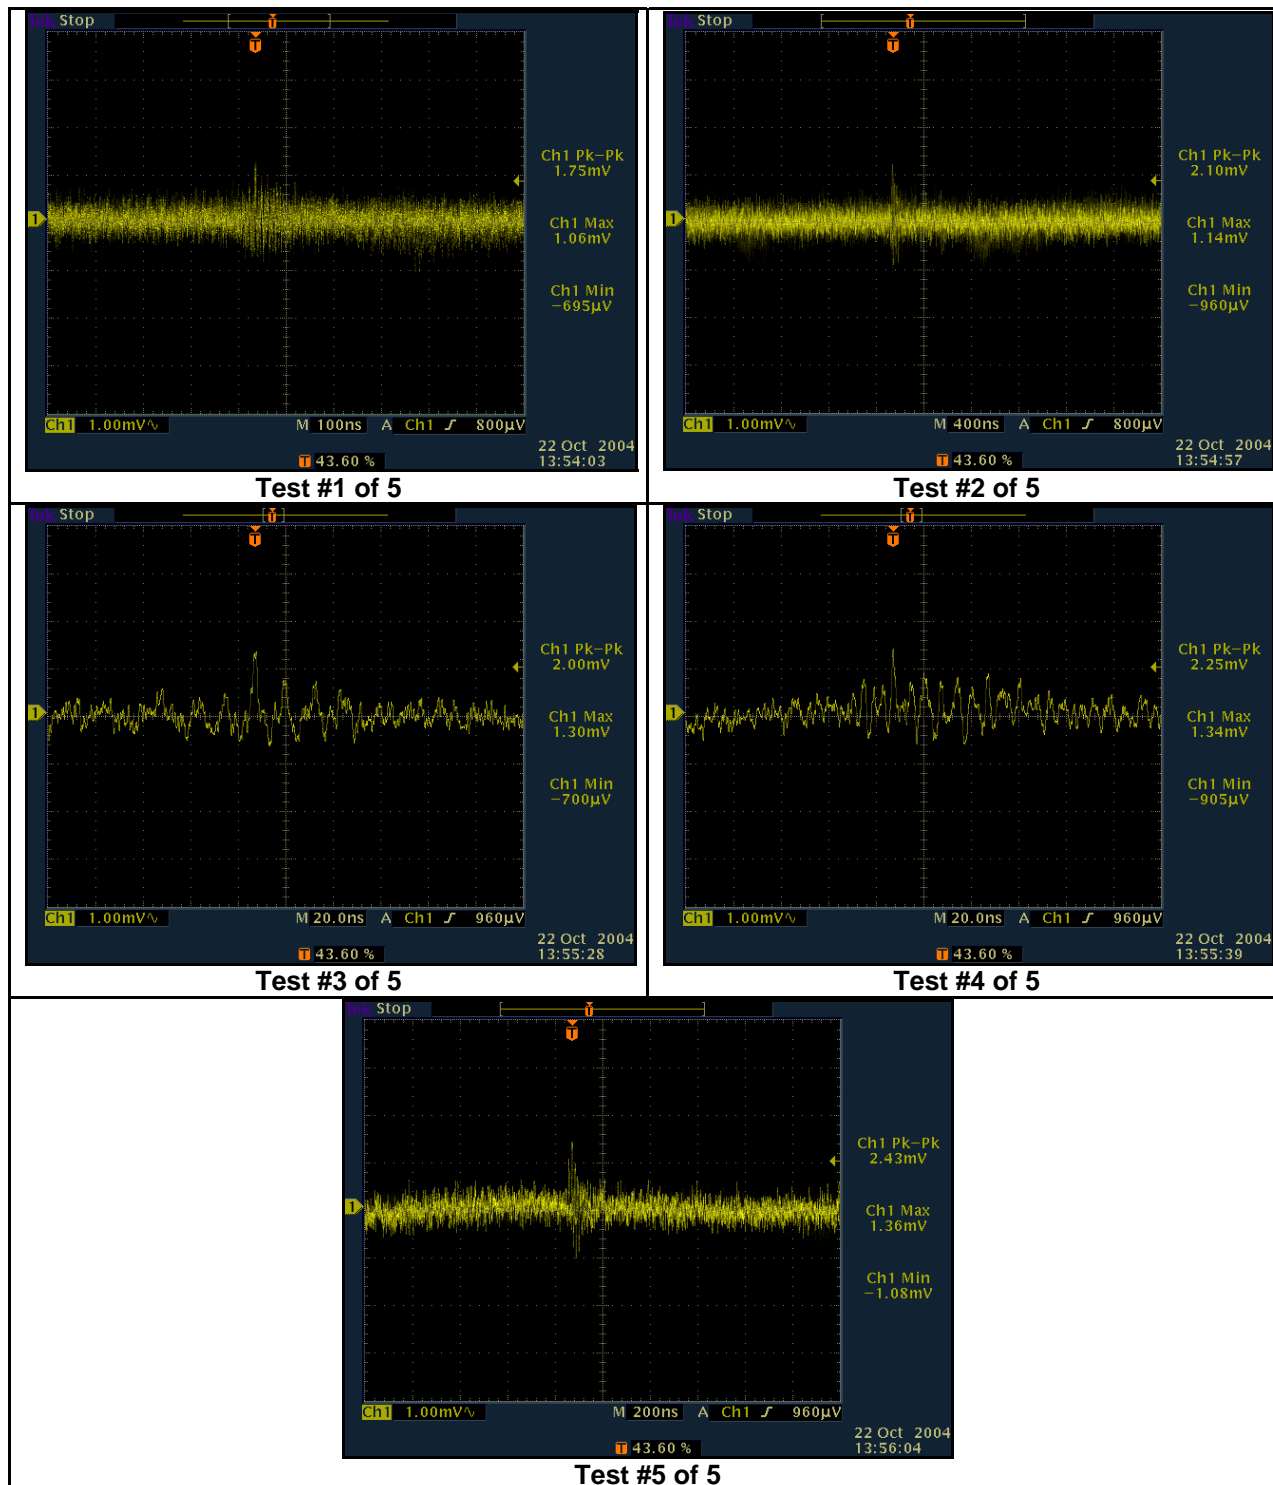 Tek Stop
T
T
Ch1 Pk-Pk
1.75mV
1
Ch1 Max
1.06mV
Ch1 Min
-695µV
Ch1 1.00mV∿ M 100ns A Ch1 ƒ 800µV
22 Oct 2004
T 43.60 % 13:54:03
Test #1 of 5
Tek Stop
T
T
Ch1 Pk-Pk
2.10mV
1
Ch1 Max
1.14mV
Ch1 Min
-960µV
Ch1 1.00mV∿ M 400ns A Ch1 ƒ 800µV
22 Oct 2004
T 43.60 % 13:54:57
Test #2 of 5
Tek Stop
T
T
Ch1 Pk-Pk
2.00mV
1
Ch1 Max
1.30mV
Ch1 Min
-700µV
Ch1 1.00mV∿ M 20.0ns A Ch1 ƒ 960µV
22 Oct 2004
T 43.60 % 13:55:28
Test #3 of 5
Tek Stop
T
T
Ch1 Pk-Pk
2.25mV
1
Ch1 Max
1.34mV
Ch1 Min
-905µV
Ch1 1.00mV∿ M 20.0ns A Ch1 ƒ 960µV
22 Oct 2004
T 43.60 % 13:55:39
Test #4 of 5
Tek Stop
T
T
Ch1 Pk-Pk
2.43mV
1
Ch1 Max
1.36mV
Ch1 Min
-1.08mV
Ch1 1.00mV∿ M 200ns A Ch1 ƒ 960µV
22 Oct 2004
T 43.60 % 13:56:04
Test #5 of 5